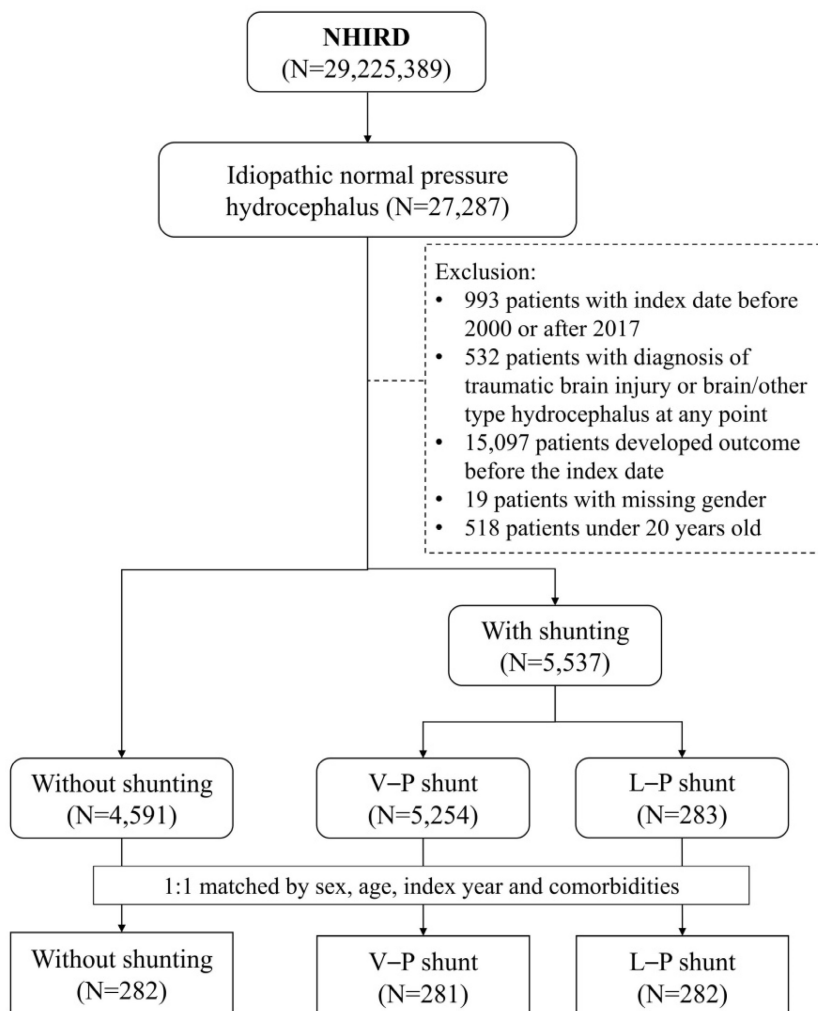 NHIRD
(N=29,225,389)
Idiopathic normal pressure
hydrocephalus (N=27,287)
Exclusion:
• 993 patients with index date before
2000 or after 2017
• 532 patients with diagnosis of
traumatic brain injury or brain/other
type hydrocephalus at any point
• 15,097 patients developed outcome
before the index date
• 19 patients with missing gender
• 518 patients under 20 years old
With shunting
(N=5,537)
Without shunting
(N=4,591)
V–P shunt
(N=5,254)
L–P shunt
(N=283)
1:1 matched by sex, age, index year and comorbidities
Without shunting
(N=282)
V–P shunt
(N=281)
L–P shunt
(N=282)